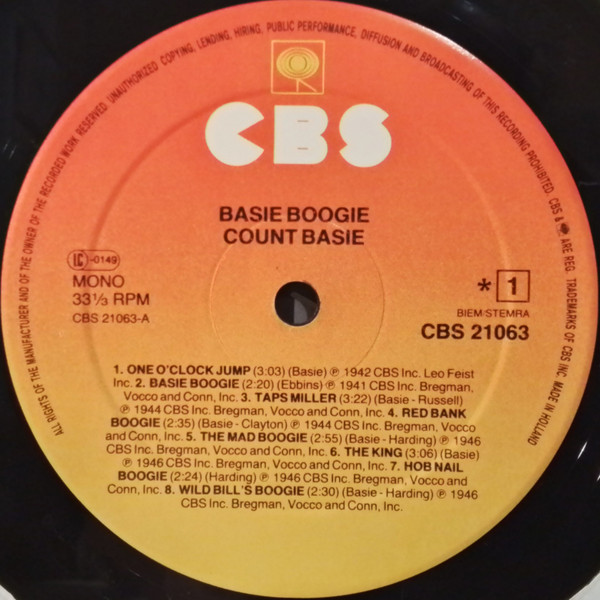 ALL RIGHTS OF THE MANUFACTURER AND OF THE OWNER OF THE RECORDED WORK RESERVED. UNAUTHORIZED COPYING, LENDING, HIRING, PUBLIC PERFORMANCE, DIFFUSION AND BROADCASTING OF THIS RECORDING PROHIBITED. CBS & ARE REG. TRADEMARKS OF CBS INC. MADE IN HOLLAND
CBS
BASIE BOOGIE
COUNT BASIE
LC-0149
MONO
33⅓ RPM
CBS 21063-A
*1
BIEM/STEMRA
CBS 21063
1. ONE O'CLOCK JUMP (3:03) (Basie) ℗ 1942 CBS Inc. Leo Feist
Inc. 2. BASIE BOOGIE (2:20) (Ebbins) ℗ 1941 CBS Inc. Bregman,
Vocco and Conn, Inc. 3. TAPS MILLER (3:22) (Basie - Russell)
℗ 1944 CBS Inc. Bregman, Vocco and Conn, Inc. 4. RED BANK
BOOGIE (2:35) (Basie - Clayton) ℗ 1944 CBS Inc. Bregman, Vocco
and Conn, Inc. 5. THE MAD BOOGIE (2:55) (Basie - Harding) ℗ 1946
CBS Inc. Bregman, Vocco and Conn, Inc. 6. THE KING (3:06) (Basie)
℗ 1946 CBS Inc. Bregman, Vocco and Conn, Inc. 7. HOB NAIL
BOOGIE (2:24) (Harding) ℗ 1946 CBS Inc. Bregman, Vocco and
Conn, Inc. 8. WILD BILL'S BOOGIE (2:30) (Basie - Harding) ℗ 1946
CBS Inc. Bregman, Vocco and Conn, Inc.